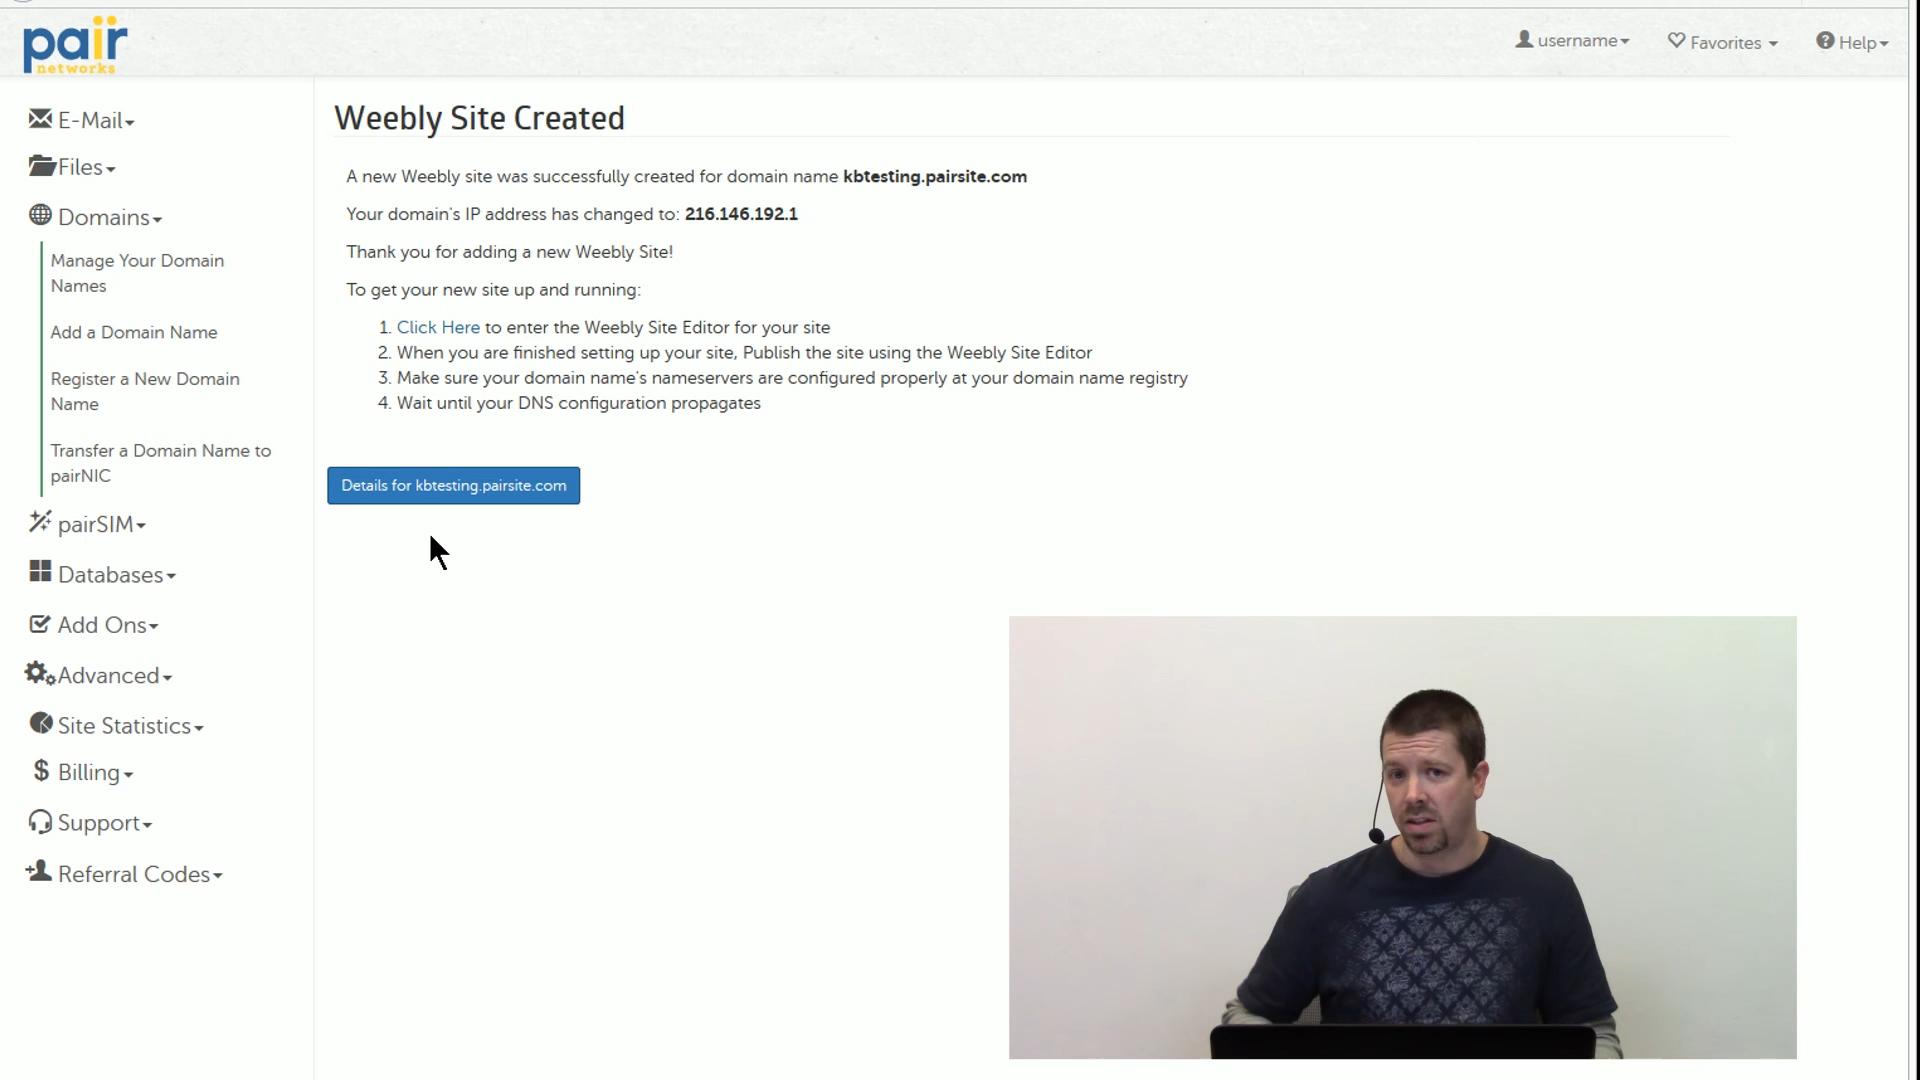 pair
networks
username
Favorites
Help
E-Mail
Files
Domains
Manage Your Domain
Names
Add a Domain Name
Register a New Domain
Name
Transfer a Domain Name to
pairNIC
pairSIM
Databases
Add Ons
Advanced
Site Statistics
Billing
Support
Referral Codes
Weebly Site Created
A new Weebly site was successfully created for domain name kbtesting.pairsite.com
Your domain's IP address has changed to: 216.146.192.1
Thank you for adding a new Weebly Site!
To get your new site up and running:
1. Click Here to enter the Weebly Site Editor for your site
2. When you are finished setting up your site, Publish the site using the Weebly Site Editor
3. Make sure your domain name's nameservers are configured properly at your domain name registry
4. Wait until your DNS configuration propagates
Details for kbtesting.pairsite.com